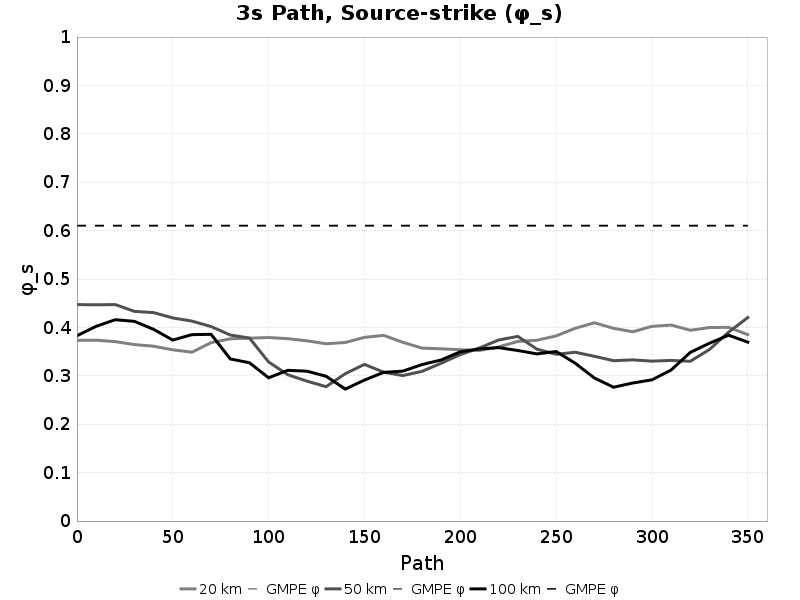 3s Path, Source-strike (φ_s)
1
0.9
0.8
0.7
0.6
0.5
0.4
0.3
0.2
0.1
0
φ_s
0 50 100 150 200 250 300 350
Path
20 km GMPE φ 50 km GMPE φ 100 km GMPE φ